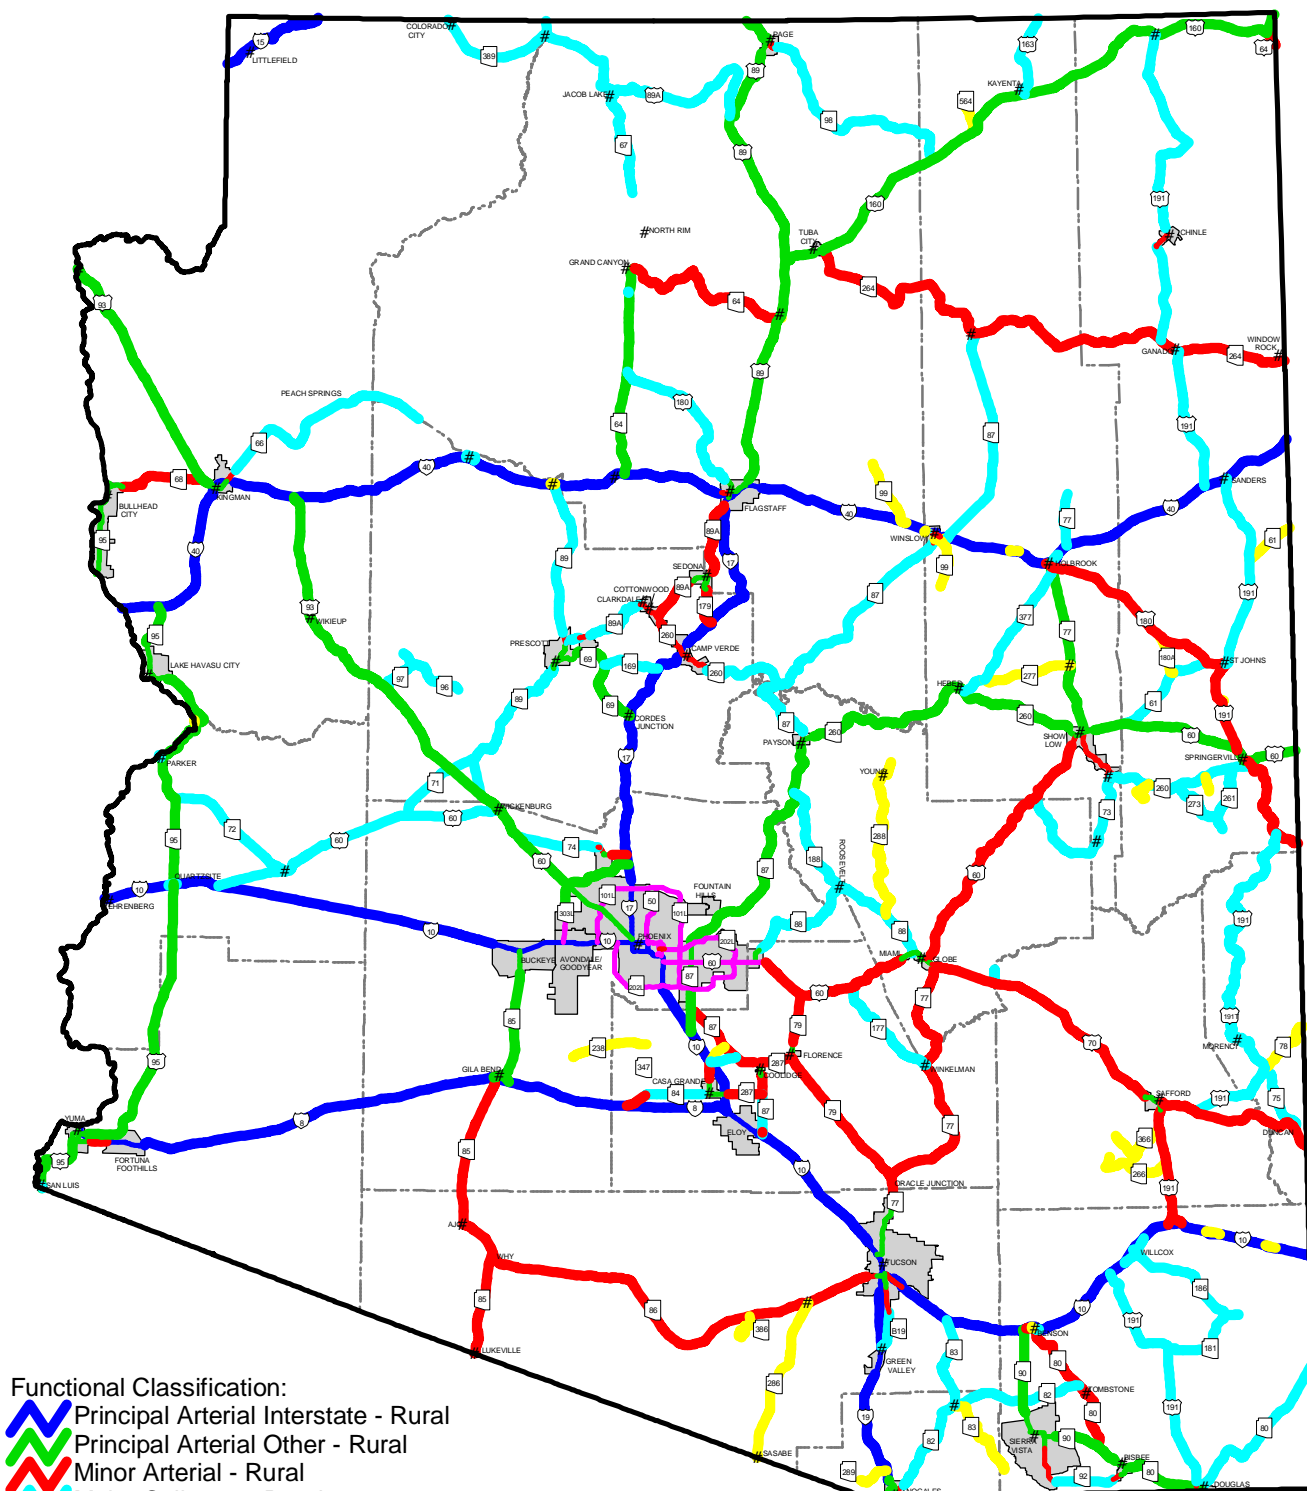 COLORADO
CITY
15
LITTLEFIELD
389
PAGE
160
64
163
89
KAYENTA
JACOB LAKE
89A
564
98
67
89
191
160
NORTH RIM
TUBA
CITY
CHINLE
GRAND CANYON
93
64
264
WINDOW
ROCK
GANADO
264
89
PEACH SPRINGS
180
64
66
87
191
40
68
KINGMAN
SANDERS
BULLHEAD
CITY
99
FLAGSTAFF
40
77
40
95
89A
WINSLOW
61
40
89
17
HOLBROOK
SEDONA
99
COTTONWOOD
89A
CLARKDALE
87
191
93
179
WIKIEUP
89A
377
180
95
260
77
PRESCOTT
CAMP VERDE
69
169
260
180A
ST JOHNS
LAKE HAVASU CITY
97
96
277
HEBER
89
69
61
191
CORDES
JUNCTION
87
260
260
PAYSON
SHOW
LOW
60
17
SPRINGERVILLE
60
PARKER
YOUNG
71
260
273
261
WICKENBURG
73
72
60
60
95
288
74
ROOSEVELT
60
188
87
60
QUARTZSITE
10
FOUNTAIN
HILLS
101L
50
EHRENBERG
303L
17
101L
88
191
10
PHOENIX
88
10
202L
MIAMI
GLOBE
BUCKEYE
AVONDALE/
GOODYEAR
60
87
202L
60
77
191T
85
87
79
177
70
MORENCI
78
95
238
10
FLORENCE
347
287
GILA BEND
COOLIDGE
WINKELMAN
CASA GRANDE
84
287
191
75
SAFFORD
8
8
87
79
YUMA
ELOY
77
366
DUNCAN
85
95
FORTUNA
FOOTHILLS
10
266
SAN LUIS
ORACLE JUNCTION
191
77
AJO
10
WHY
TUCSON
WILLCOX
186
85
86
10
191
386
B19
BENSON
83
181
LUKEVILLE
GREEN
VALLEY
90
80
286
82
TOMBSTONE
191
19
80
83
80
82
SIERRA
VISTA
90
SASABE
BISBEE
289
92
80
DOUGLAS
Functional Classification:
Principal Arterial Interstate - Rural
Principal Arterial Other - Rural
Minor Arterial - Rural